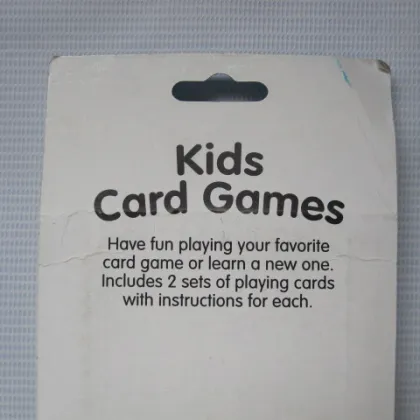 Kids
Card Games
Have fun playing your favorite
card game or learn a new one.
Includes 2 sets of playing cards
with instructions for each.